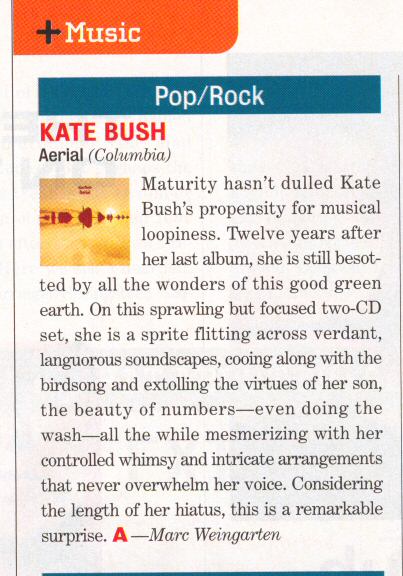 +Music
Pop/Rock
KATE BUSH
Aerial (Columbia)
Maturity hasn't dulled Kate
Bush's propensity for musical
loopiness. Twelve years after
her last album, she is still besot-
ted by all the wonders of this good green
earth. On this sprawling but focused two-CD
set, she is a sprite flitting across verdant,
languorous soundscapes, cooing along with the
birdsong and extolling the virtues of her son,
the beauty of numbers—even doing the
wash—all the while mesmerizing with her
controlled whimsy and intricate arrangements
that never overwhelm her voice. Considering
the length of her hiatus, this is a remarkable
surprise. A —Marc Weingarten